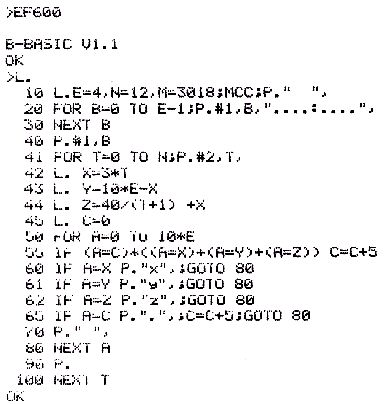 >EF600
B-BASIC V1.1
OK
>L.
10 L.E=4,N=12,M=3018;MCC;P."  ",
20 FOR B=0 TO E-1;P.#1,B,"....:....",
30 NEXT B
40 P.#1,B
41 FOR T=0 TO N;P.#2,T,
42 L. X=3*T
43 L. Y=10*E-X
44 L. Z=40/(T+1) +X
45 L. C=0
50 FOR A=0 TO 10*E
55 IF (A=C)*((A=X)+(A=Y)+(A=Z)) C=C+5
60 IF A=X P."x",;GOTO 80
61 IF A=Y P."y",;GOTO 80
62 IF A=Z P."z",;GOTO 80
65 IF A=C P.".",;C=C+5;GOTO 80
70 P." ",
80 NEXT A
90 P.
100 NEXT T
OK